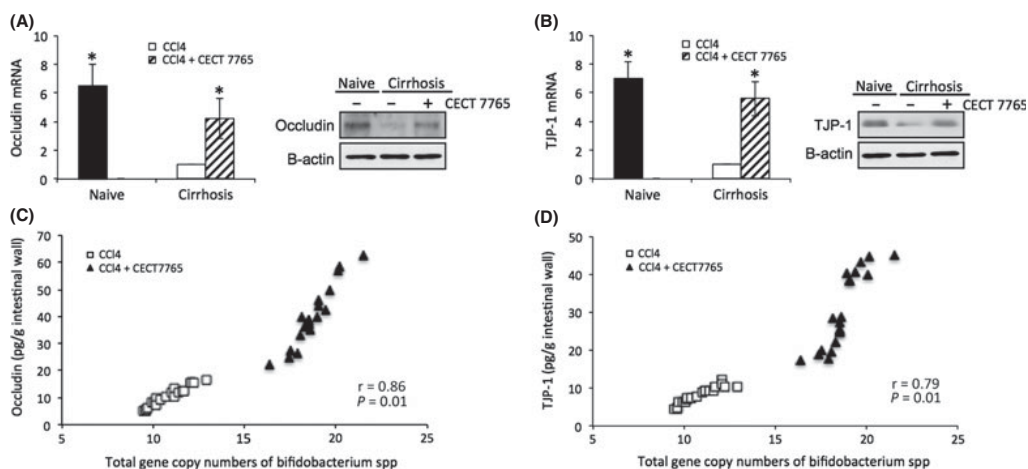 (A)
Occludin mRNA
10
8
6
4
2
0
*
*
CCl4
CCl4 + CECT 7765
Naive
Cirrhosis
Naive Cirrhosis
– – + CECT 7765
Occludin
B-actin
(B)
TJP-1 mRNA
10
8
6
4
2
0
*
*
CCl4
CCl4 + CECT 7765
Naive
Cirrhosis
Naive Cirrhosis
– – + CECT 7765
TJP-1
B-actin
(C)
Occludin (pg/g intestinal wall)
70
60
50
40
30
20
10
0
CCl4
CCl4 + CECT7765
r = 0.86
P = 0.01
5 10 15 20 25
Total gene copy numbers of bifidobacterium spp
(D)
TJP-1 (pg/g intestinal wall)
50
40
30
20
10
0
CCl4
CCl4 + CECT7765
r = 0.79
P = 0.01
5 10 15 20 25
Total gene copy numbers of bifidobacterium spp